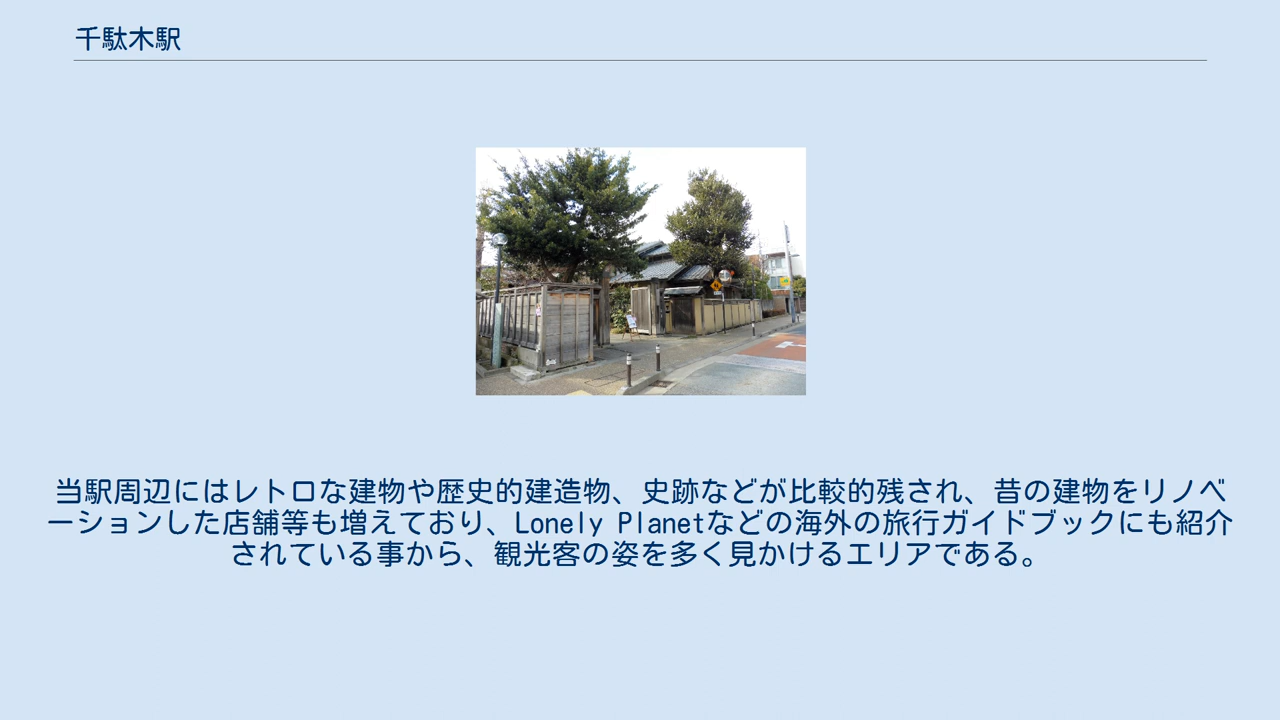 千駄木駅
当駅周辺にはレトロな建物や歴史的建造物、史跡などが比較的残され、昔の建物をリノベ
ーションした店舗等も増えており、Lonely Planetなどの海外の旅行ガイドブックにも紹介
されている事から、観光客の姿を多く見かけるエリアである。